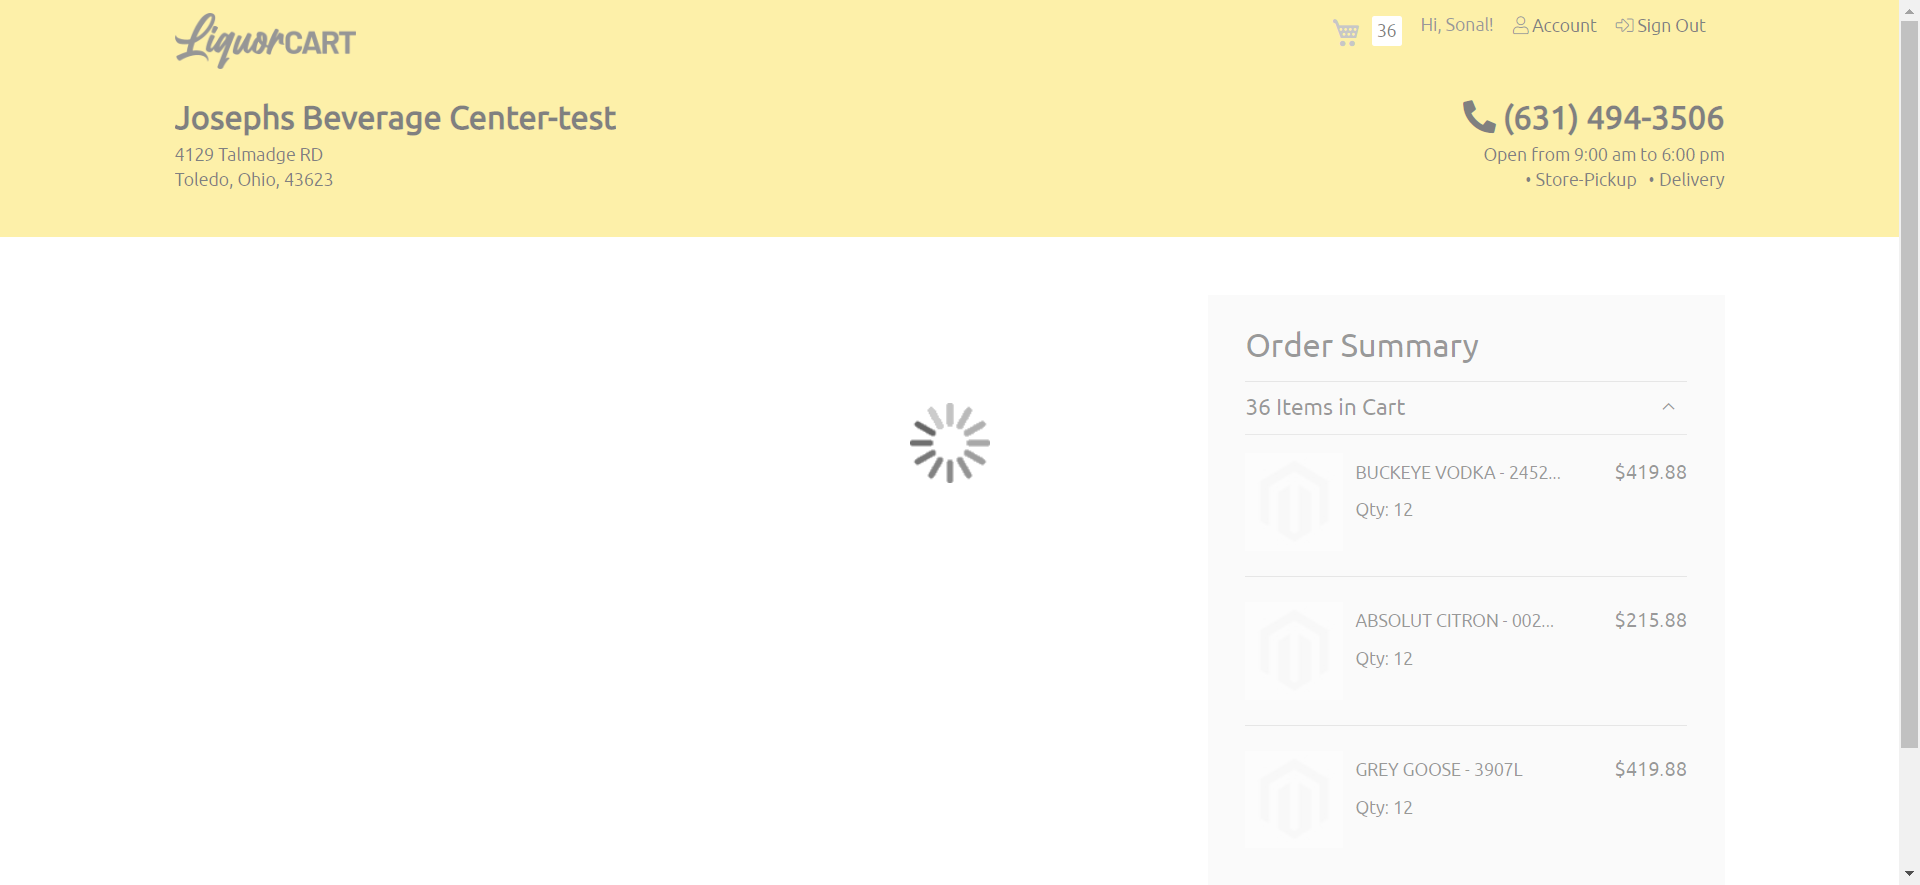 LiquorCART
36
Hi, Sonal!
Account
Sign Out
Josephs Beverage Center-test
4129 Talmadge RD
Toledo, Ohio, 43623
(631) 494-3506
Open from 9:00 am to 6:00 pm
• Store-Pickup • Delivery
Order Summary
36 Items in Cart
BUCKEYE VODKA - 2452... $419.88
Qty: 12
ABSOLUT CITRON - 002... $215.88
Qty: 12
GREY GOOSE - 3907L $419.88
Qty: 12